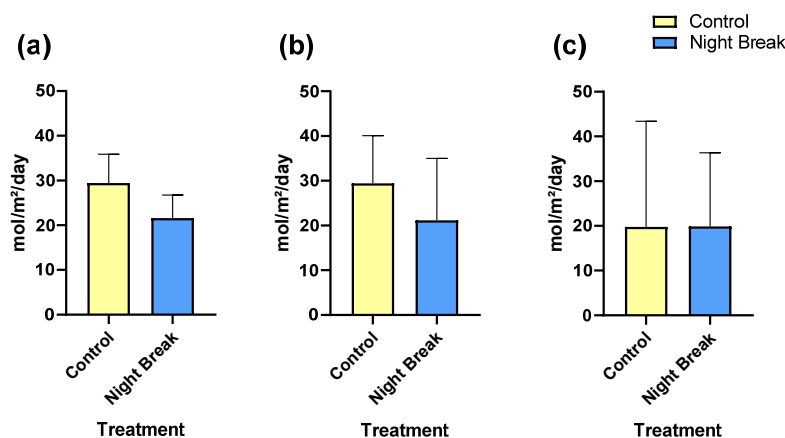 Control
Night Break
(a)
(b)
(c)
50
40
30
20
10
0
mol/m²/day
Control
Night Break
Treatment
50
40
30
20
10
0
mol/m²/day
Control
Night Break
Treatment
50
40
30
20
10
0
mol/m²/day
Control
Night Break
Treatment